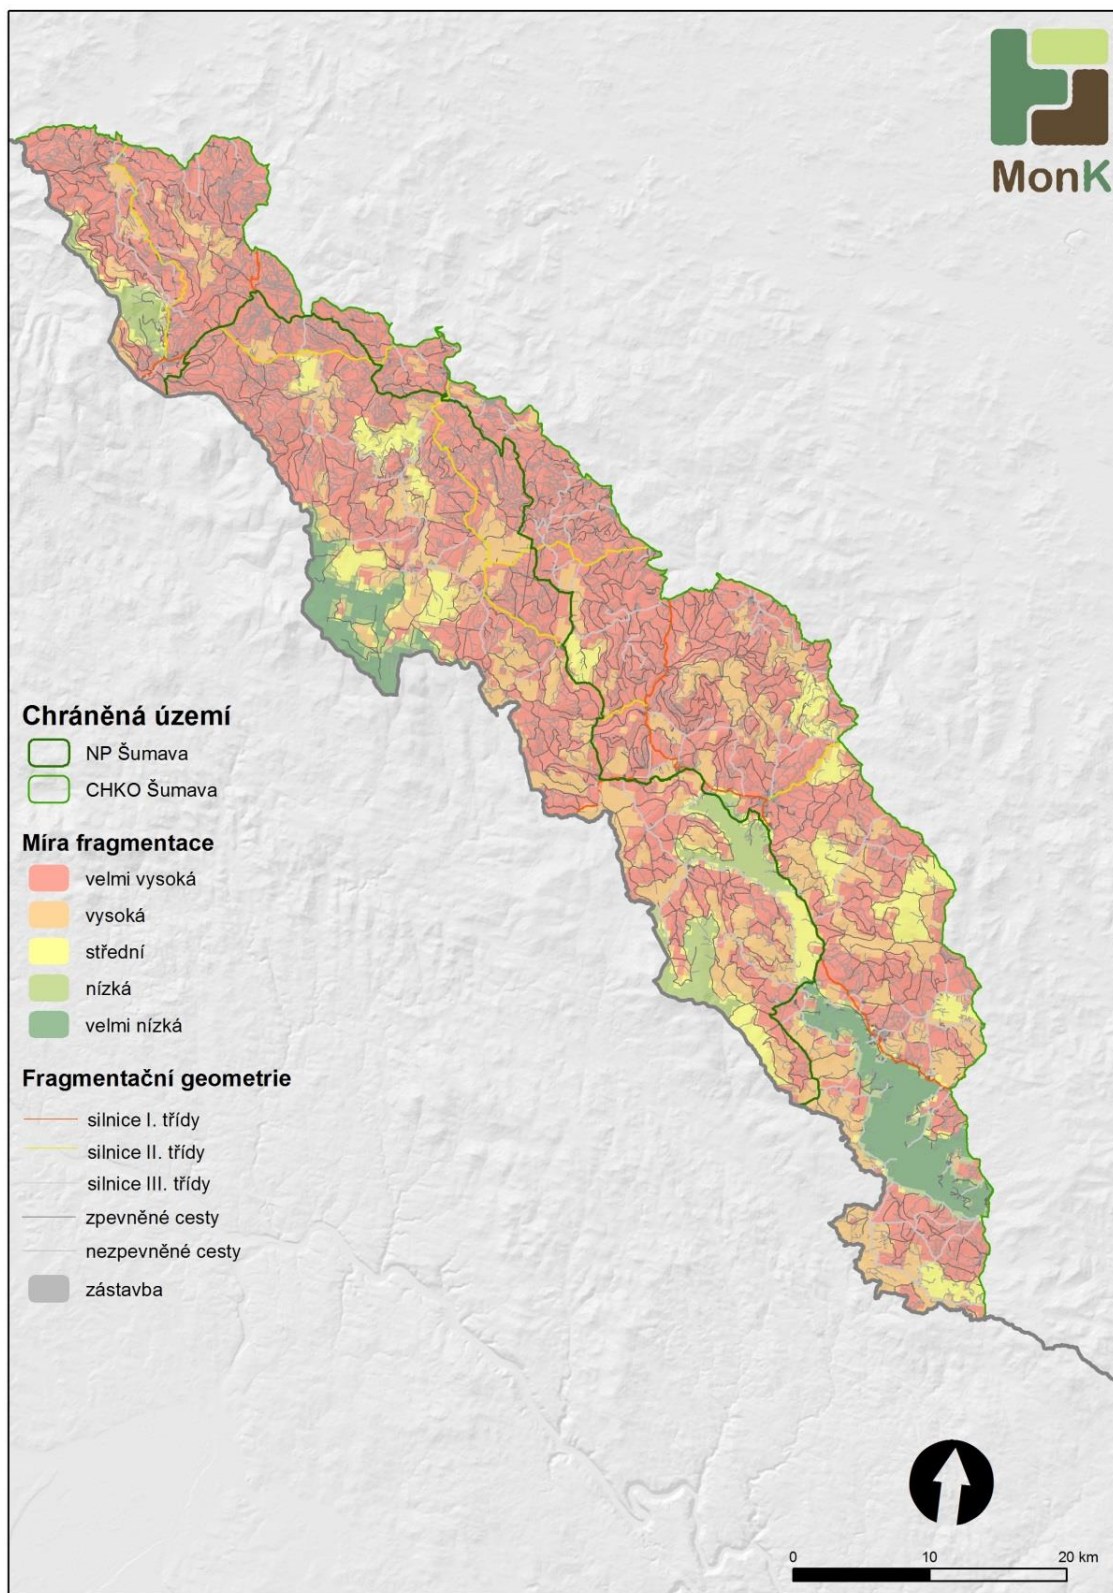 MonK
Chráněná území
NP Šumava
CHKO Šumava
Míra fragmentace
velmi vysoká
vysoká
střední
nízká
velmi nízká
Fragmentační geometrie
silnice I. třídy
silnice II. třídy
silnice III. třídy
zpevněné cesty
nezpevněné cesty
zástavba
0 10 20 km